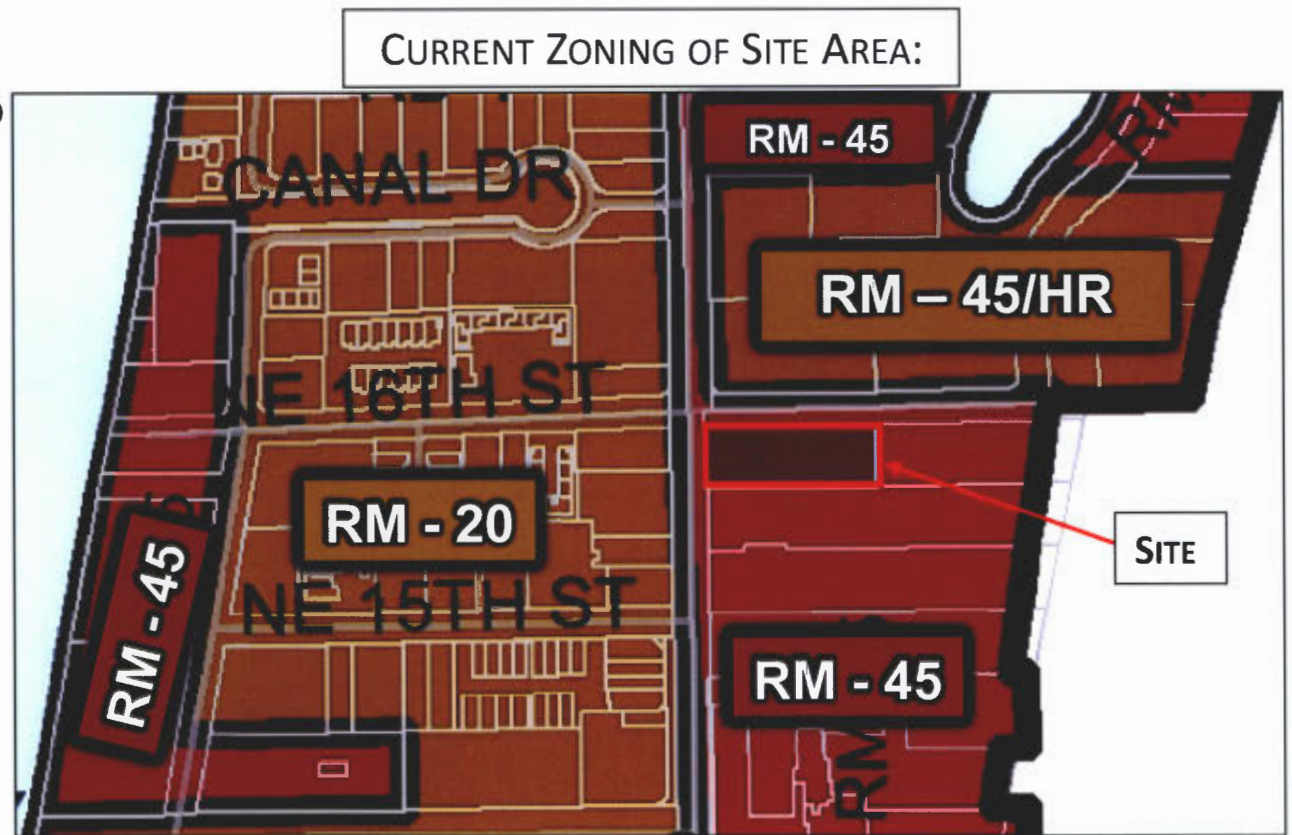 CURRENT ZONING OF SITE AREA:
RM - 45
CANAL DR
RM – 45/HR
NE 16TH ST
RM - 20
SITE
RM - 45
NE 15TH ST
RM - 45
RM